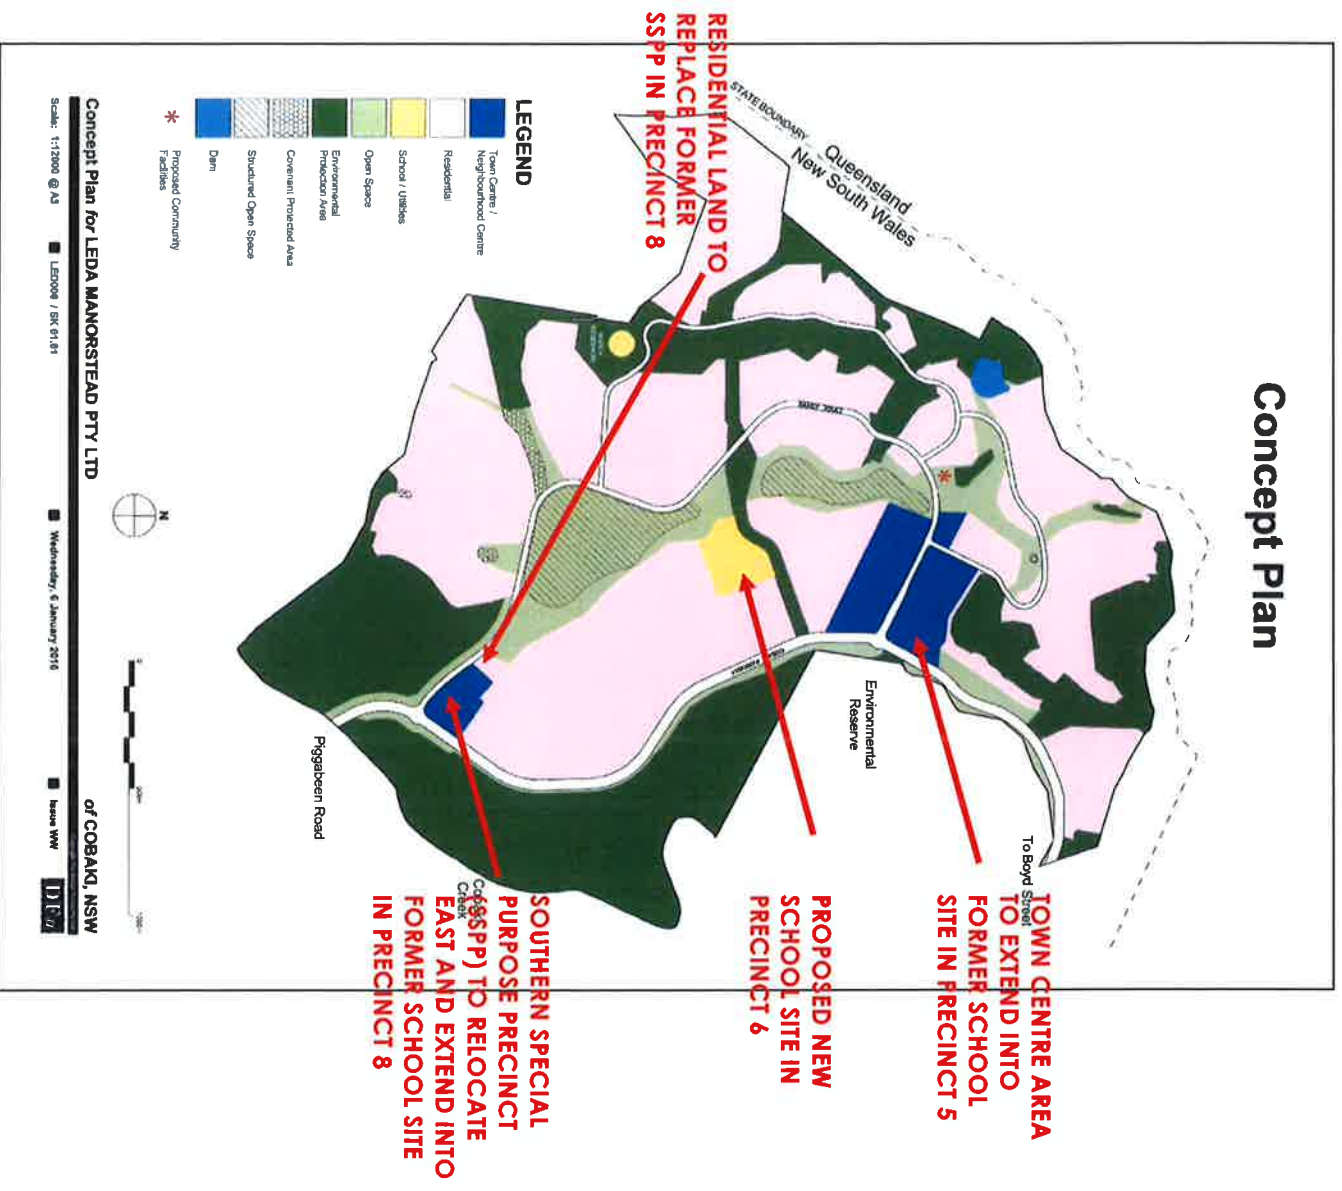 Concept Plan
STATE BOUNDARY
Queensland
New South Wales
RESIDENTIAL LAND TO
REPLACE FORMER
SSPP IN PRECINCT 8
TOWN CENTRE AREA
TO EXTEND INTO
FORMER SCHOOL
SITE IN PRECINCT 5
PROPOSED NEW
SCHOOL SITE IN
PRECINCT 6
SOUTHERN SPECIAL
PURPOSE PRECINCT
(SSPP) TO RELOCATE
EAST AND EXTEND INTO
FORMER SCHOOL SITE
IN PRECINCT 8
To Boyd Street
Environmental
Reserve
Creek
Piggabeen Road
LEGEND
Town Centre /
Neighbourhood Centre
Residential
School / Utilities
Open Space
Environmental
Protection Area
Covenant Protected Area
Structured Open Space
Dam
Proposed Community
Facilities
N
Concept Plan for LEDA MANORSTEAD PTY LTD
of COBAKI, NSW
Scale: 1:12000 @ A3
LED006 / SK 01.01
Wednesday, 6 January 2016
Issue WW